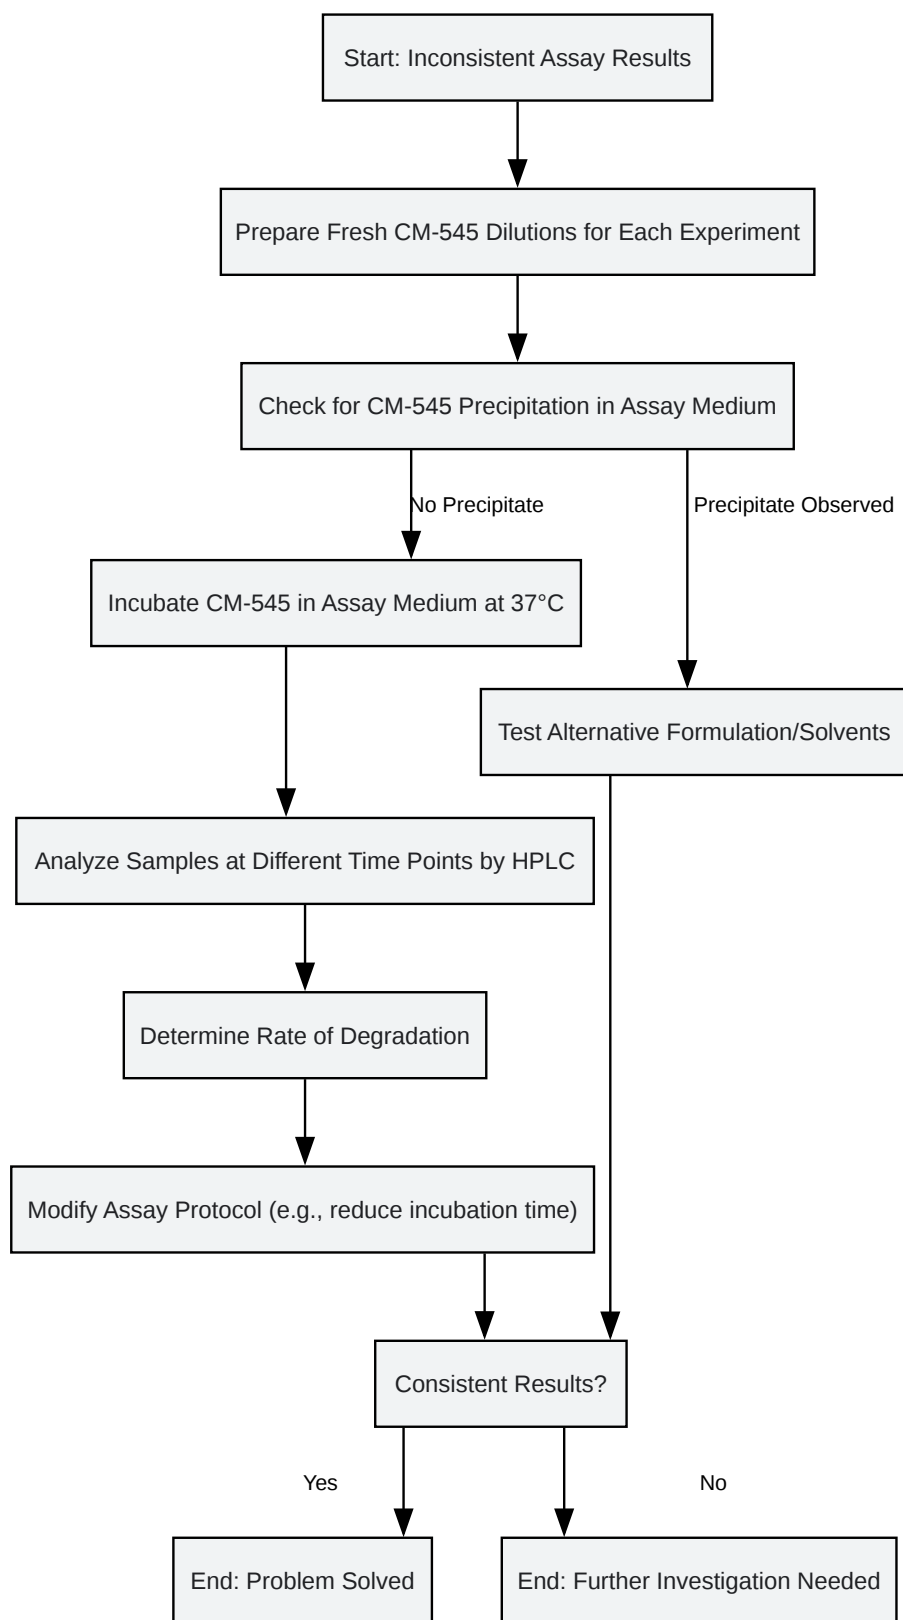 Start: Inconsistent Assay Results
Prepare Fresh CM-545 Dilutions for Each Experiment
Check for CM-545 Precipitation in Assay Medium
No Precipitate
Precipitate Observed
Incubate CM-545 in Assay Medium at 37°C
Test Alternative Formulation/Solvents
Analyze Samples at Different Time Points by HPLC
Determine Rate of Degradation
Modify Assay Protocol (e.g., reduce incubation time)
Consistent Results?
Yes
No
End: Problem Solved
End: Further Investigation Needed